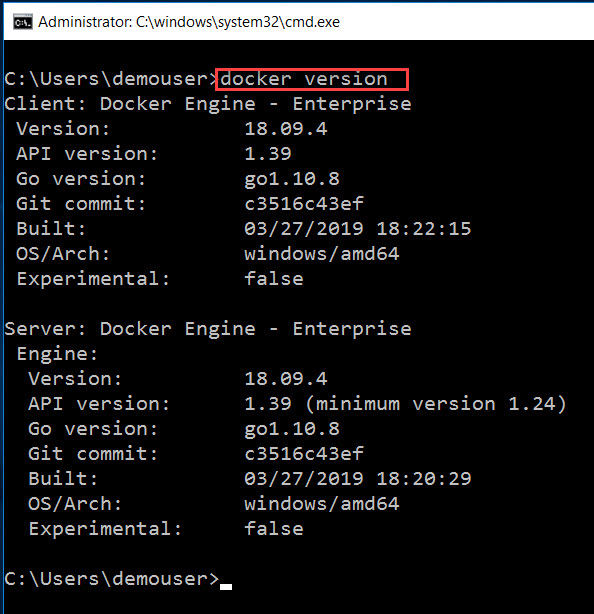 Administrator: C:\windows\system32\cmd.exe
C:\Users\demouser>docker version
Client: Docker Engine - Enterprise
Version: 18.09.4
API version: 1.39
Go version: go1.10.8
Git commit: c3516c43ef
Built: 03/27/2019 18:22:15
OS/Arch: windows/amd64
Experimental: false
Server: Docker Engine - Enterprise
Engine:
Version: 18.09.4
API version: 1.39 (minimum version 1.24)
Go version: go1.10.8
Git commit: c3516c43ef
Built: 03/27/2019 18:20:29
OS/Arch: windows/amd64
Experimental: false
C:\Users\demouser>